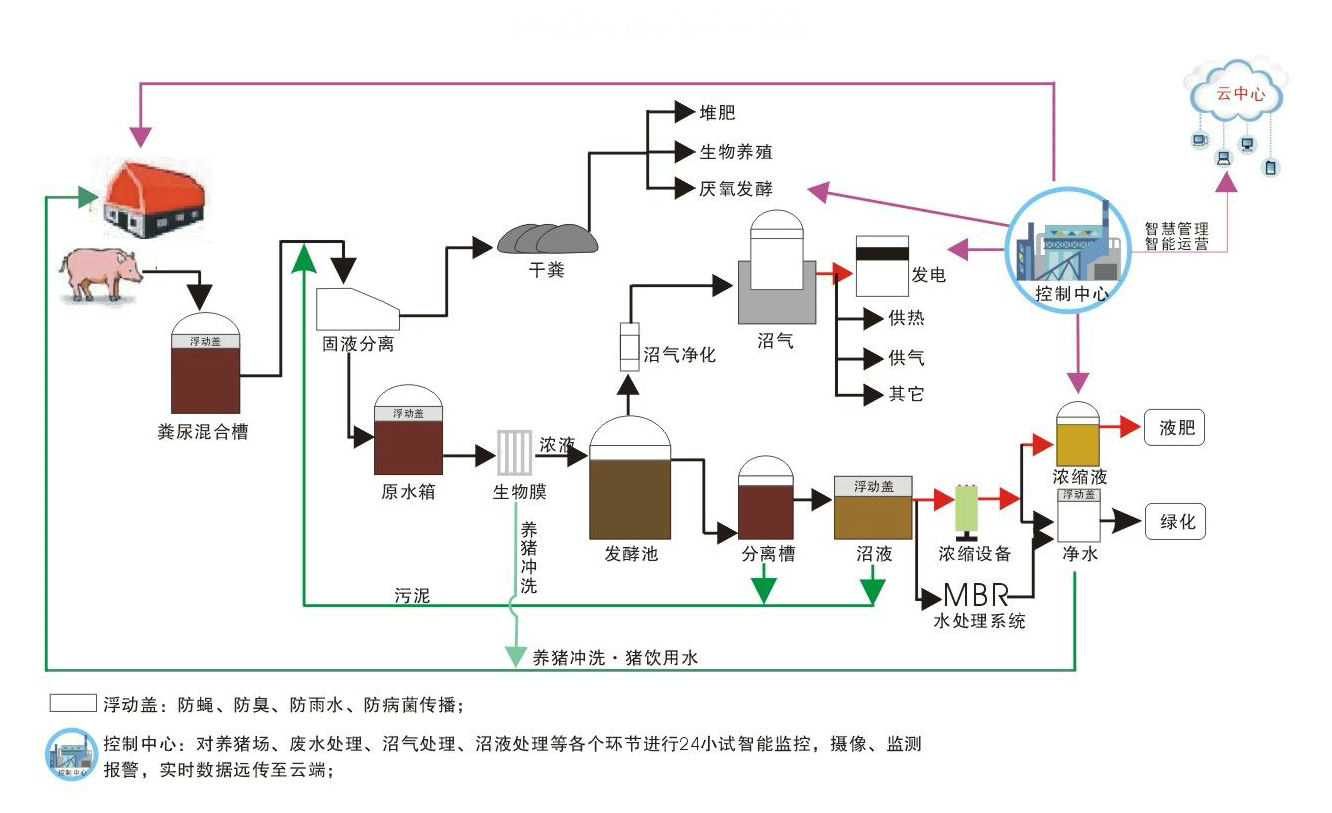 云中心
堆肥
生物养殖
厌氧发酵
智慧管理
智能运营
干粪
发电
控制中心
供热
供气
其它
沼气
沼气净化
浮动盖
固液分离
粪尿混合槽
浮动盖
原水箱
生物膜
浓液
发酵池
分离槽
浮动盖
沼液
浓缩设备
液肥
浓缩液
浮动盖
净水
绿化
养猪冲洗
污泥
MBR
水处理系统
养猪冲洗·猪饮用水
浮动盖：防蝇、防臭、防雨水、防病菌传播；
控制中心：对养猪场、废水处理、沼气处理、沼液处理等各个环节进行24小试智能监控，摄像、监测
报警，实时数据远传至云端；
控制中心